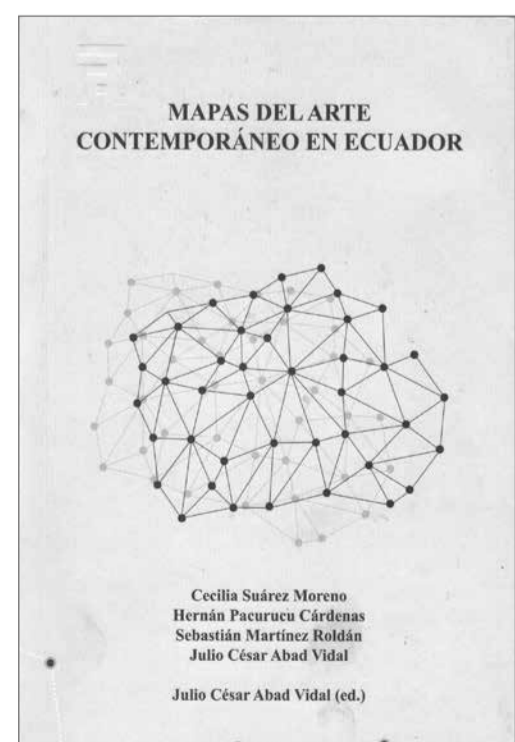 MAPAS DEL ARTE
CONTEMPORÁNEO EN ECUADOR
Cecilia Suárez Moreno
Hernán Pacurucu Cárdenas
Sebastián Martínez Roldán
Julio César Abad Vidal
Julio César Abad Vidal (ed.)